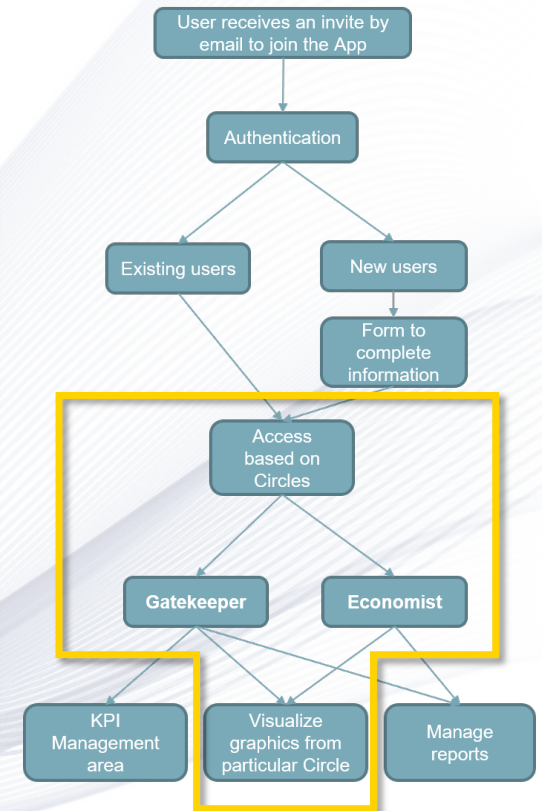 User receives an invite by
email to join the App
Authentication
Existing users
New users
Form to
complete
information
Access
based on
Circles
Gatekeeper
Economist
KPI
Management
area
Visualize
graphics from
particular Circle
Manage
reports